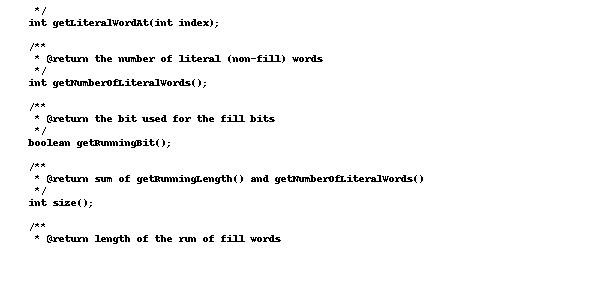 */
int getLiteralWordAt(int index);
/**
* @return the number of literal (non-fill) words
*/
int getNumberOfLiteralWords();
/**
* @return the bit used for the fill bits
*/
boolean getRunningBit();
/**
* @return sum of getRunningLength() and getNumberOfLiteralWords()
*/
int size();
/**
* @return length of the run of fill words